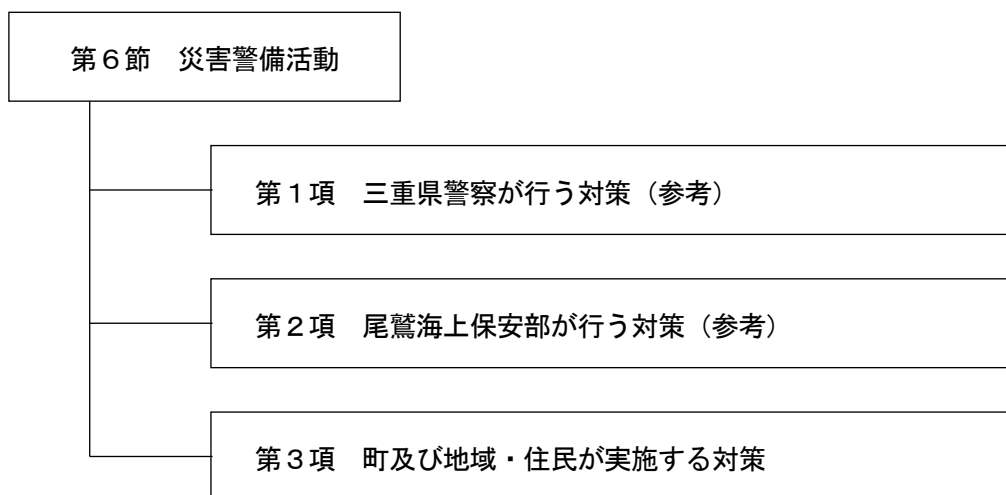 第６節　災害警備活動
第１項　三重県警察が行う対策（参考）
第２項　尾鷲海上保安部が行う対策（参考）
第３項　町及び地域・住民が実施する対策